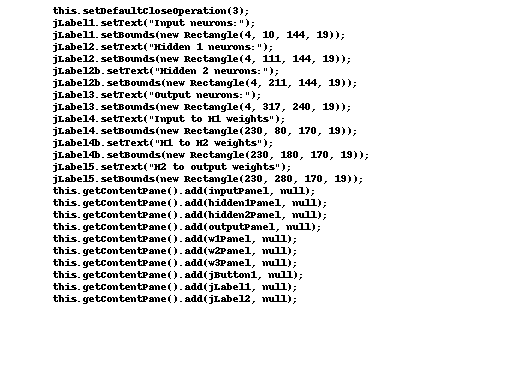 this.setDefaultCloseOperation(3);
jLabel1.setText("Input neurons:");
jLabel1.setBounds(new Rectangle(4, 10, 144, 19));
jLabel2.setText("Hidden 1 neurons:");
jLabel2.setBounds(new Rectangle(4, 111, 144, 19));
jLabel2b.setText("Hidden 2 neurons:");
jLabel2b.setBounds(new Rectangle(4, 211, 144, 19));
jLabel3.setText("Output neurons:");
jLabel3.setBounds(new Rectangle(4, 317, 240, 19));
jLabel4.setText("Input to H1 weights");
jLabel4.setBounds(new Rectangle(230, 80, 170, 19));
jLabel4b.setText("H1 to H2 weights");
jLabel4b.setBounds(new Rectangle(230, 180, 170, 19));
jLabel5.setText("H2 to output weights");
jLabel5.setBounds(new Rectangle(230, 280, 170, 19));
this.getContentPane().add(inputPanel, null);
this.getContentPane().add(hidden1Panel, null);
this.getContentPane().add(hidden2Panel, null);
this.getContentPane().add(outputPanel, null);
this.getContentPane().add(w1Panel, null);
this.getContentPane().add(w2Panel, null);
this.getContentPane().add(w3Panel, null);
this.getContentPane().add(jButton1, null);
this.getContentPane().add(jLabel1, null);
this.getContentPane().add(jLabel2, null);